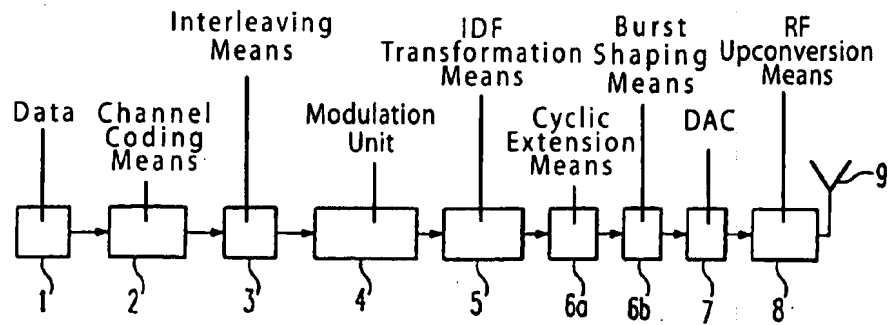 Data
Channel
Coding
Means
Interleaving
Means
Modulation
Unit
IDF
Transformation
Means
Cyclic
Extension
Means
Burst
Shaping
Means
DAC
RF
Upconversion
Means
9
1
2
3
4
5
6a
6b
7
8